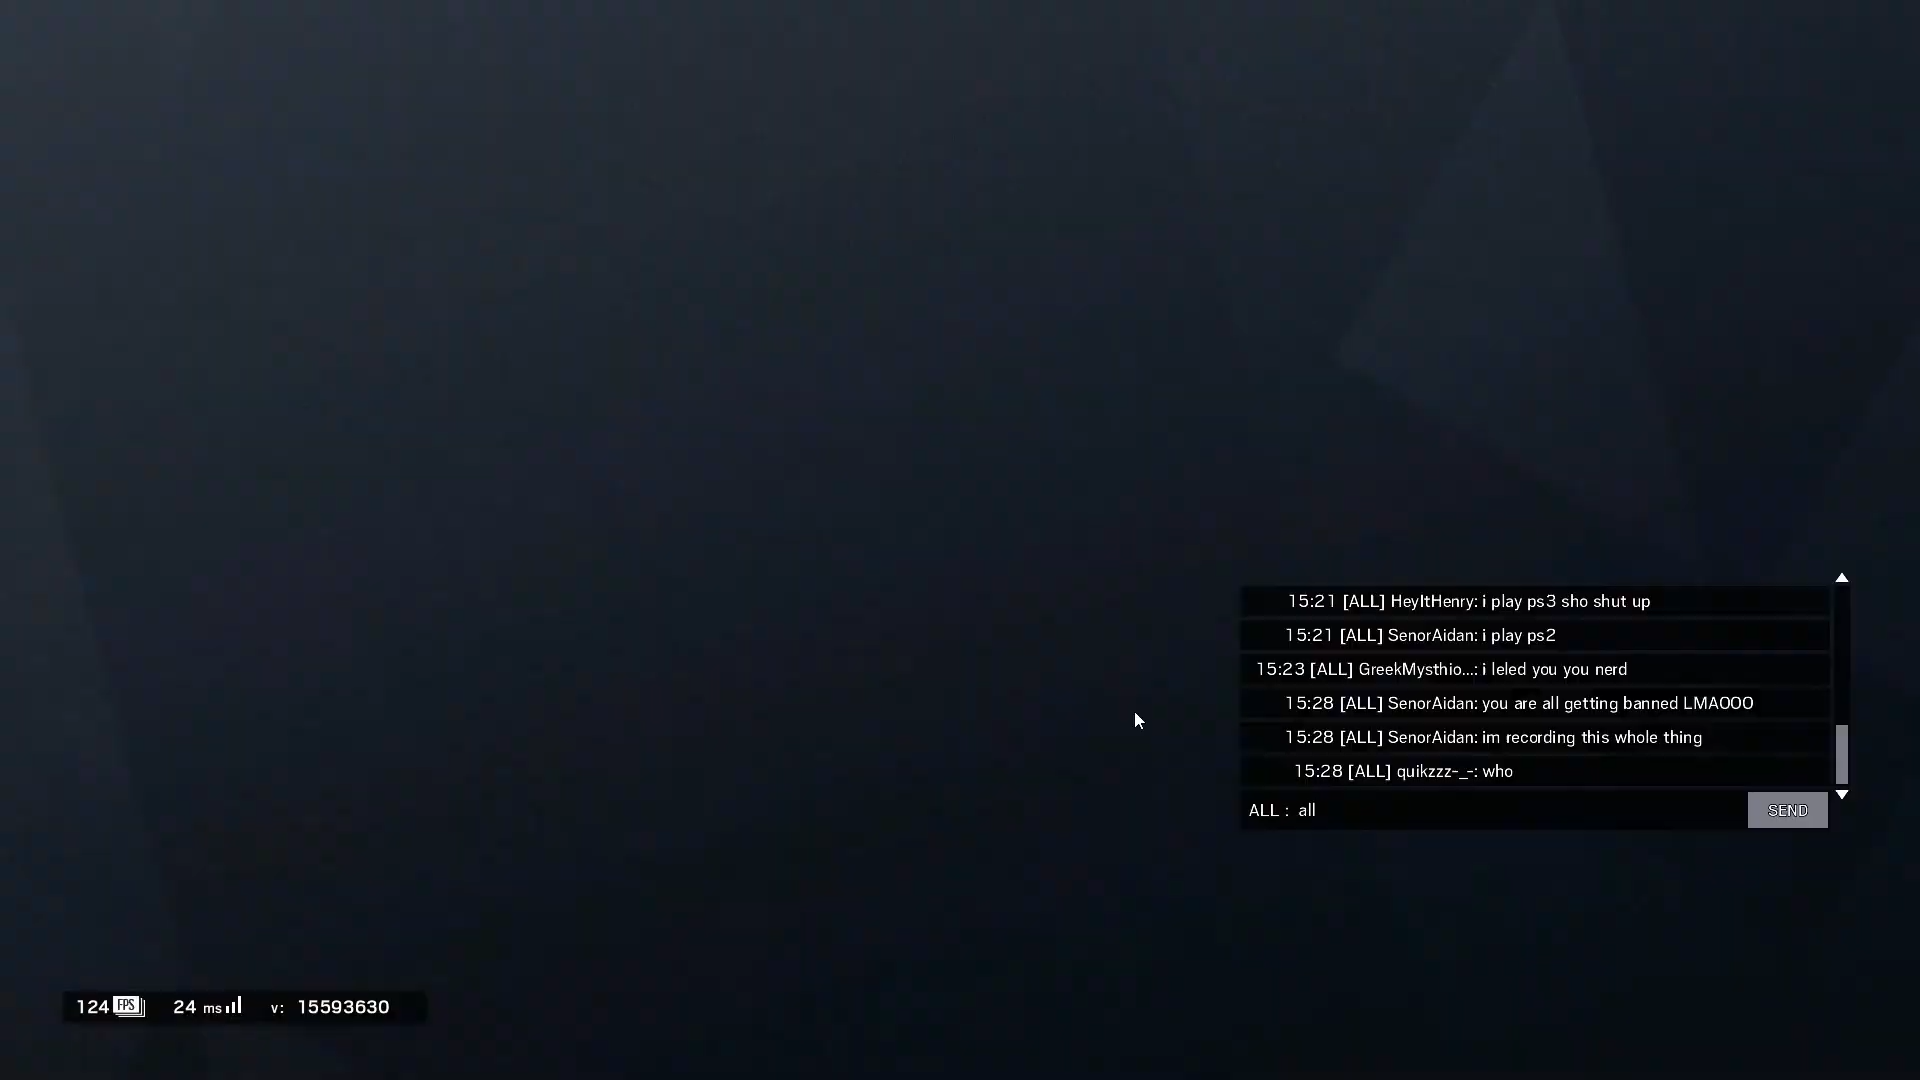 15:21 [ALL] HeyItHenry: i play ps3 sho shut up
15:21 [ALL] SenorAidan: i play ps2
15:23 [ALL] GreekMysthio...: i leled you you nerd
15:28 [ALL] SenorAidan: you are all getting banned LMAOOO
15:28 [ALL] SenorAidan: im recording this whole thing
15:28 [ALL] quikzzz-_-: who
ALL : all SEND
124 FPS 24 ms v: 15593630